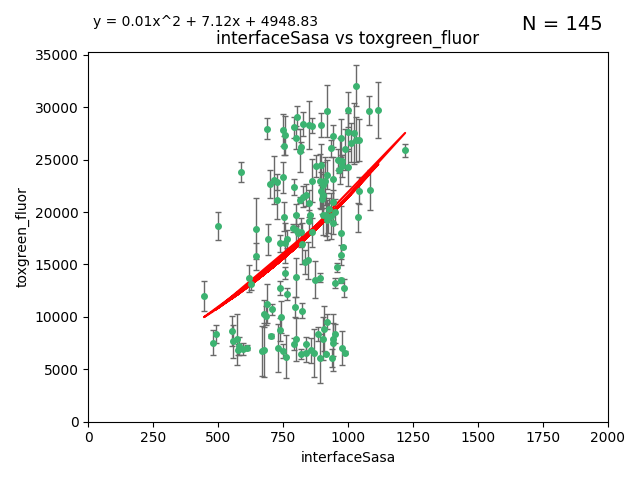 y = 0.01x^2 + 7.12x + 4948.83
N = 145
interfaceSasa vs toxgreen_fluor
35000
30000
25000
20000
15000
10000
5000
0
toxgreen_fluor
0 250 500 750 1000 1250 1500 1750 2000
interfaceSasa